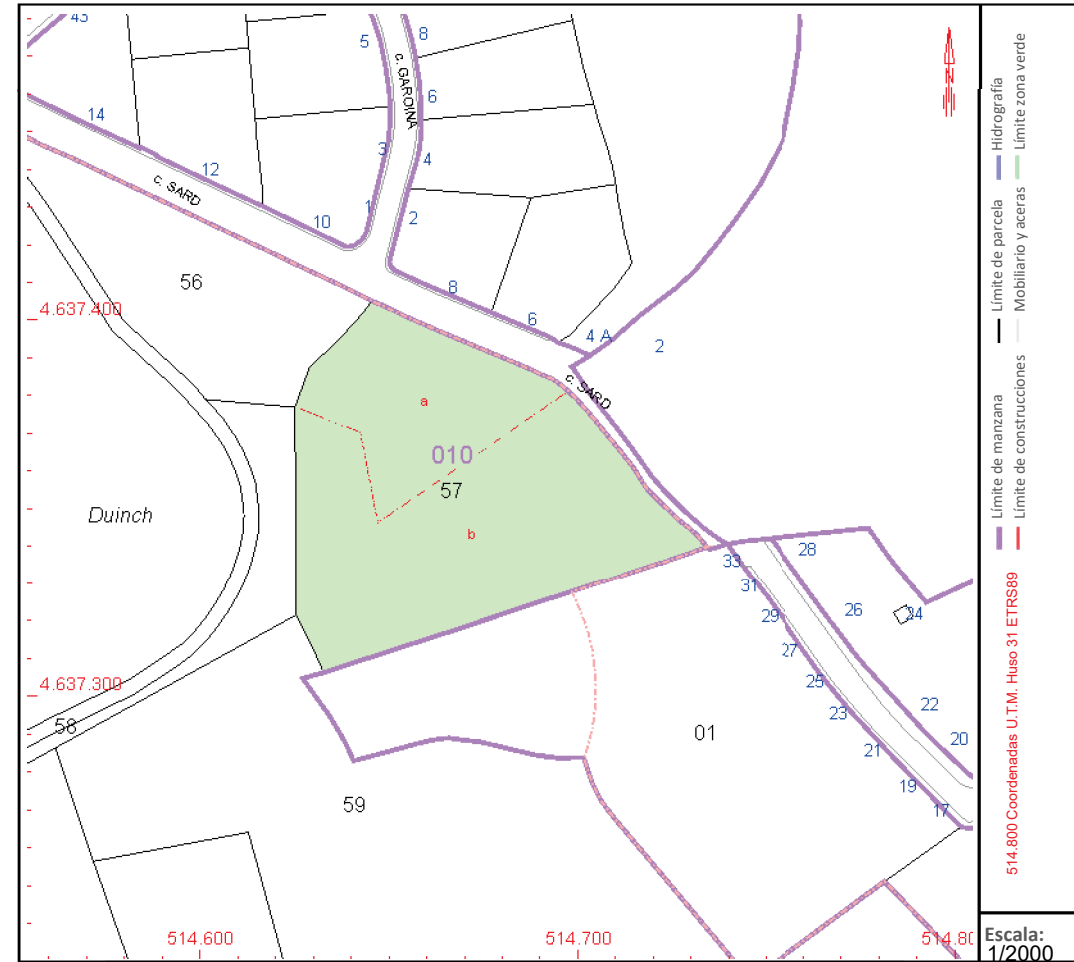 43
5
8
c. GARDINA
6
14
3
4
12
c. SARD
1
2
10
56
8
4.637.400
6
4 A
2
c. SARD
a
010
57
Duinch
b
28
33
31
29
26
24
27
25
4.637.300
23
22
58
01
21
20
19
59
17
514.600
514.700
514.80
N
Límite de manzana
Límite de parcela
Hidrografía
Límite de construcciones
Mobiliario y aceras
Límite zona verde
514.800 Coordenadas U.T.M. Huso 31 ETRS89
Escala:
1/2000